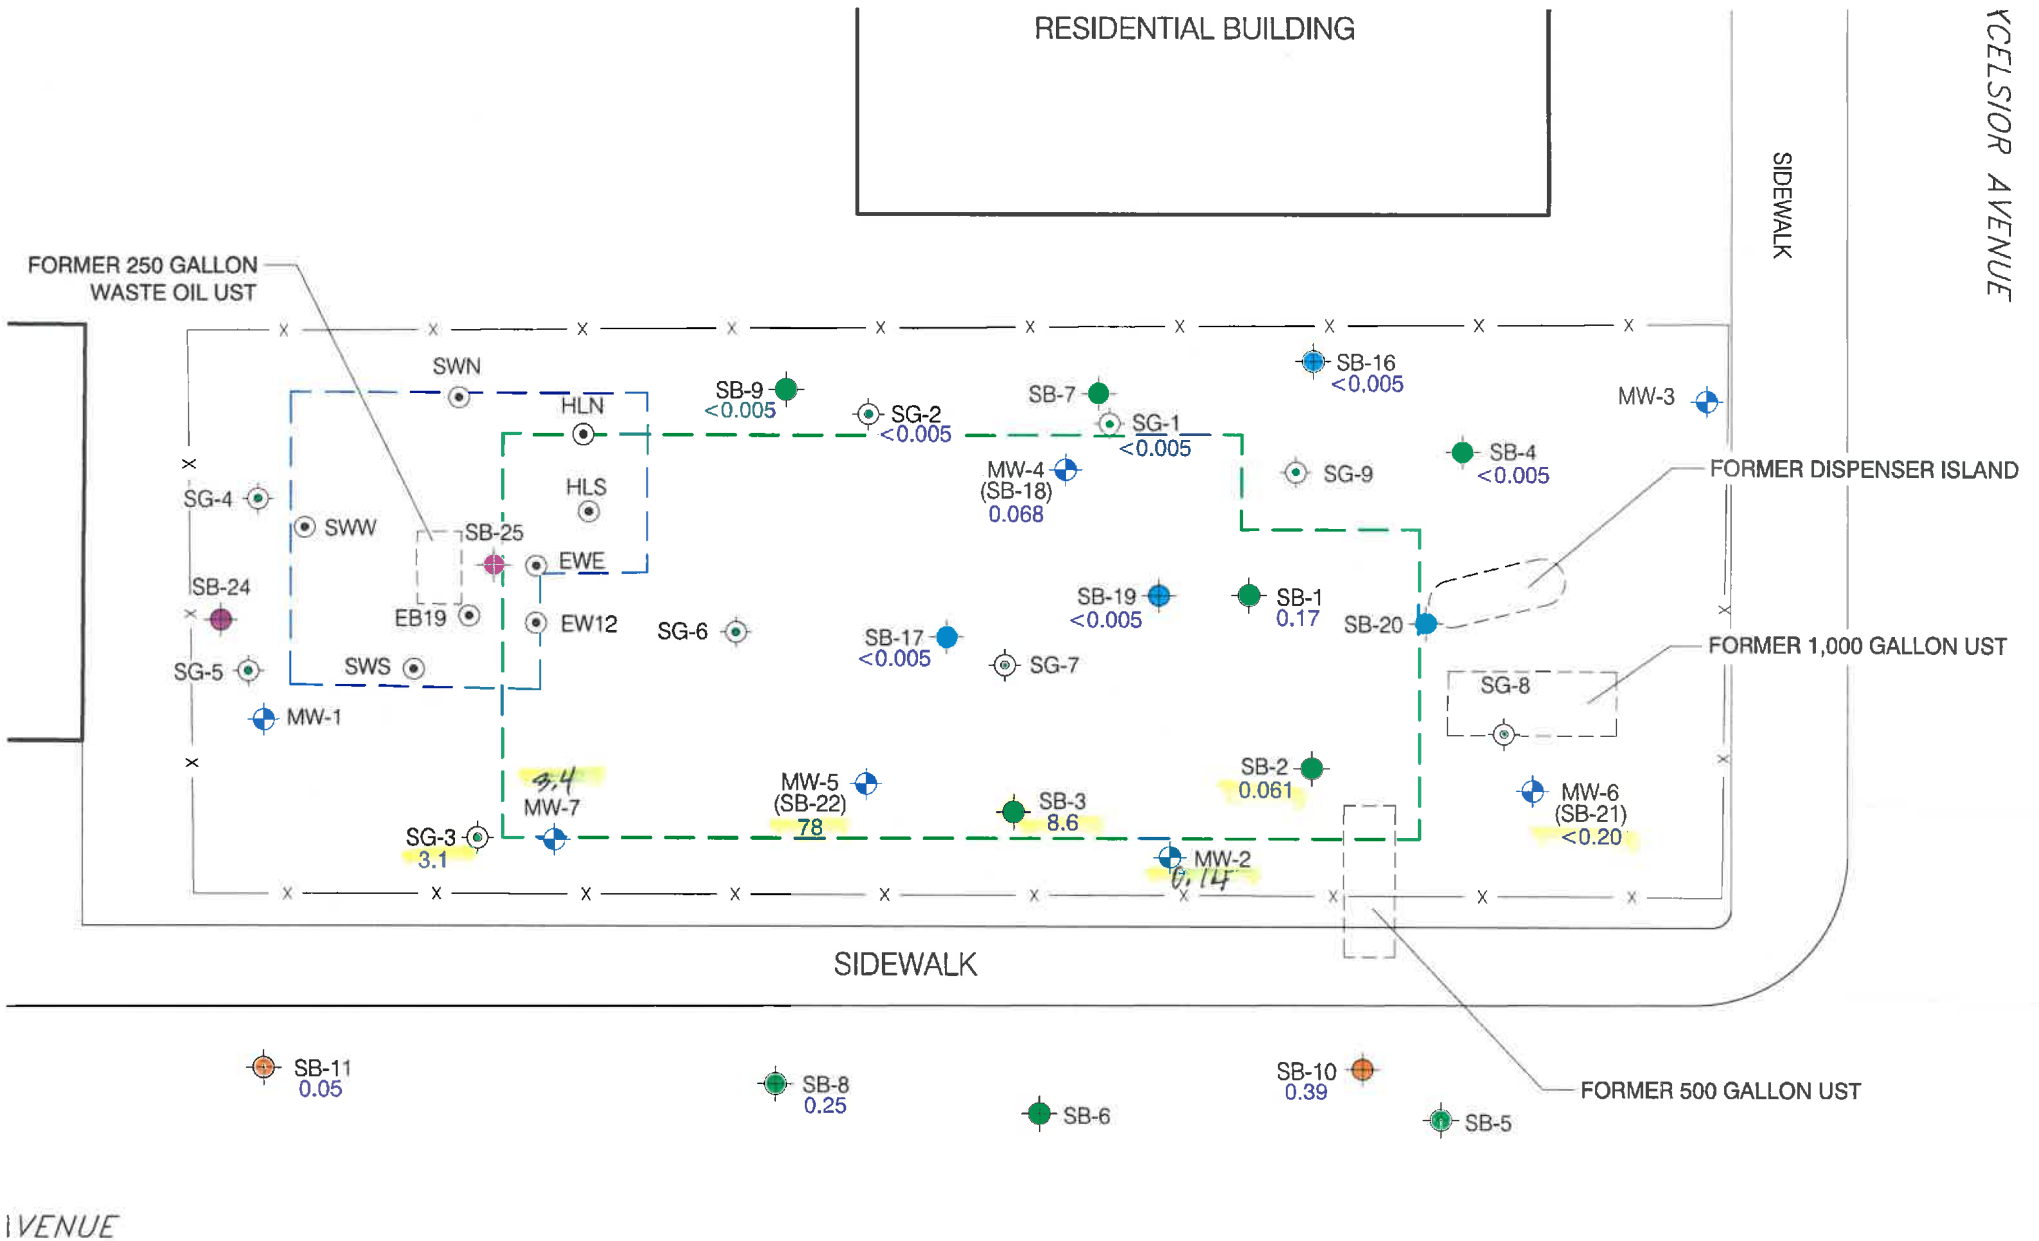 RESIDENTIAL BUILDING
SIDEWALK
XCELSIOR AVENUE
FORMER 250 GALLON
WASTE OIL UST
SWN
HLN
SB-9
<0.005
SG-2
<0.005
SB-7
SG-1
<0.005
SB-16
<0.005
MW-3
SB-4
<0.005
SG-9
FORMER DISPENSER ISLAND
MW-4
(SB-18)
0.068
HLS
SG-4
SWW
SB-25
EWE
SB-24
EB19
EW12
SG-6
SB-17
<0.005
SB-19
<0.005
SB-1
0.17
SB-20
FORMER 1,000 GALLON UST
SG-5
SWS
SG-7
SG-8
MW-1
3.4
MW-7
MW-5
(SB-22)
78
SB-3
8.6
SB-2
0.061
MW-6
(SB-21)
<0.20
SG-3
3.1
MW-2
0.14
SIDEWALK
SB-11
0.05
SB-8
0.25
SB-6
SB-10
0.39
SB-5
FORMER 500 GALLON UST
VENUE